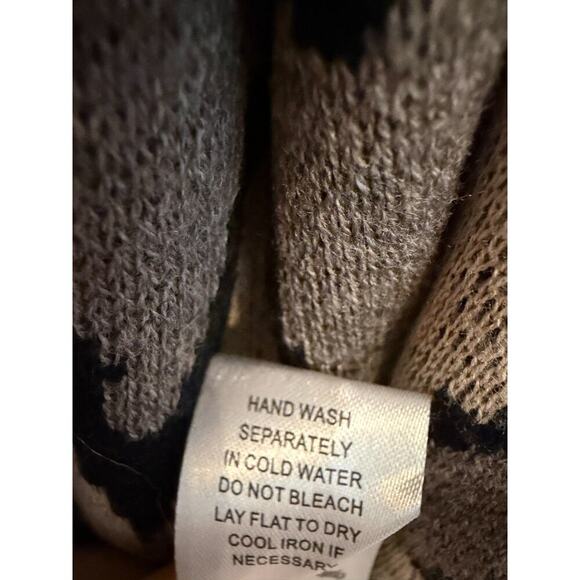 HAND WASH
SEPARATELY
IN COLD WATER
DO NOT BLEACH
LAY FLAT TO DRY
COOL IRON IF
NECESSARY